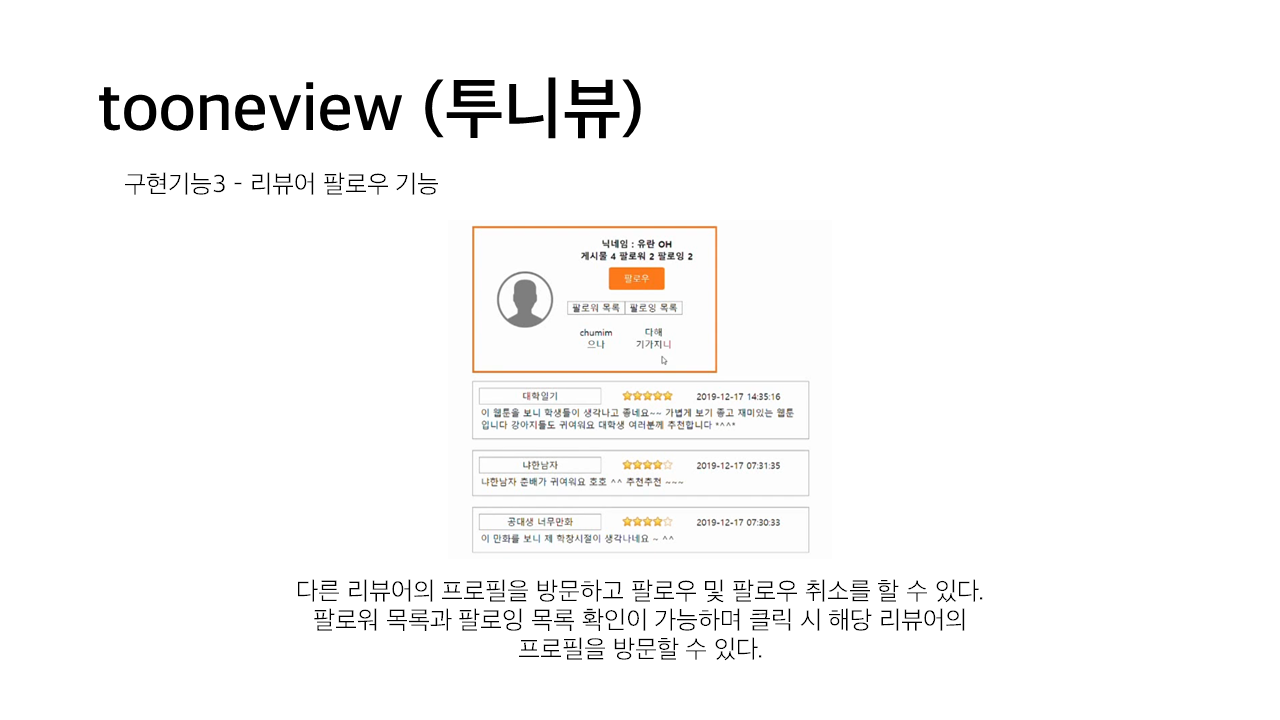 tooneview (투니뷰)
구현기능3 - 리뷰어 팔로우 기능
닉네임 : 유란 OH
게시물 4 팔로워 2 팔로잉 2
팔로우
팔로워 목록 팔로잉 목록
chumim 다해
으나 기가지니
대학일기 2019-12-17 14:35:16
이 웹툰을 보니 학생들이 생각나고 좋네요~~ 가볍게 보기 좋고 재미있는 웹툰
입니다 강아지들도 귀여워요 대학생 여러분께 추천합니다 *^^*
냐한남자 2019-12-17 07:31:35
냐한남자 춘배가 귀여워요 호호 ^^ 추천추천 ~~~
공대생 너무만화 2019-12-17 07:30:33
이 만화를 보니 제 학창시절이 생각나네요 ~ ^^
다른 리뷰어의 프로필을 방문하고 팔로우 및 팔로우 취소를 할 수 있다.
팔로워 목록과 팔로잉 목록 확인이 가능하며 클릭 시 해당 리뷰어의
프로필을 방문할 수 있다.